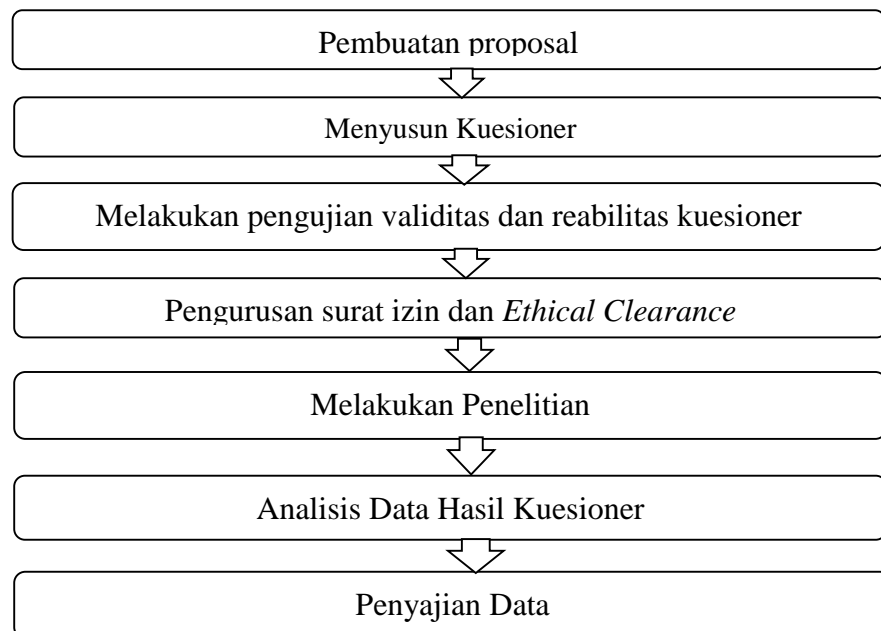 Pembuatan proposal
Menyusun Kuesioner
Melakukan pengujian validitas dan reabilitas kuesioner
Pengurusan surat izin dan Ethical Clearance
Melakukan Penelitian
Analisis Data Hasil Kuesioner
Penyajian Data